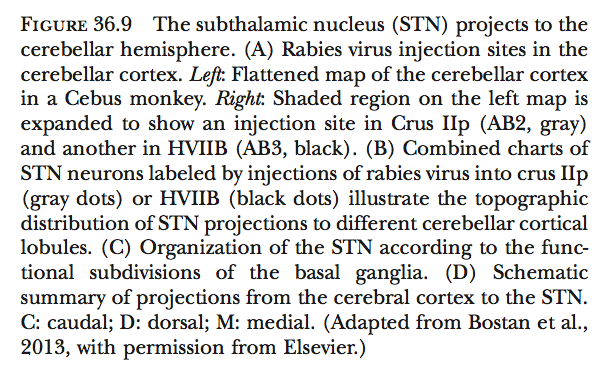 FIGURE 36.9 The subthalamic nucleus (STN) projects to the
cerebellar hemisphere. (A) Rabies virus injection sites in the
cerebellar cortex. Left: Flattened map of the cerebellar cortex
in a Cebus monkey. Right: Shaded region on the left map is
expanded to show an injection site in Crus IIp (AB2, gray)
and another in HVIIB (AB3, black). (B) Combined charts of
STN neurons labeled by injections of rabies virus into crus IIp
(gray dots) or HVIIB (black dots) illustrate the topographic
distribution of STN projections to different cerebellar cortical
lobules. (C) Organization of the STN according to the func-
tional subdivisions of the basal ganglia. (D) Schematic
summary of projections from the cerebral cortex to the STN.
C: caudal; D: dorsal; M: medial. (Adapted from Bostan et al.,
2013, with permission from Elsevier.)